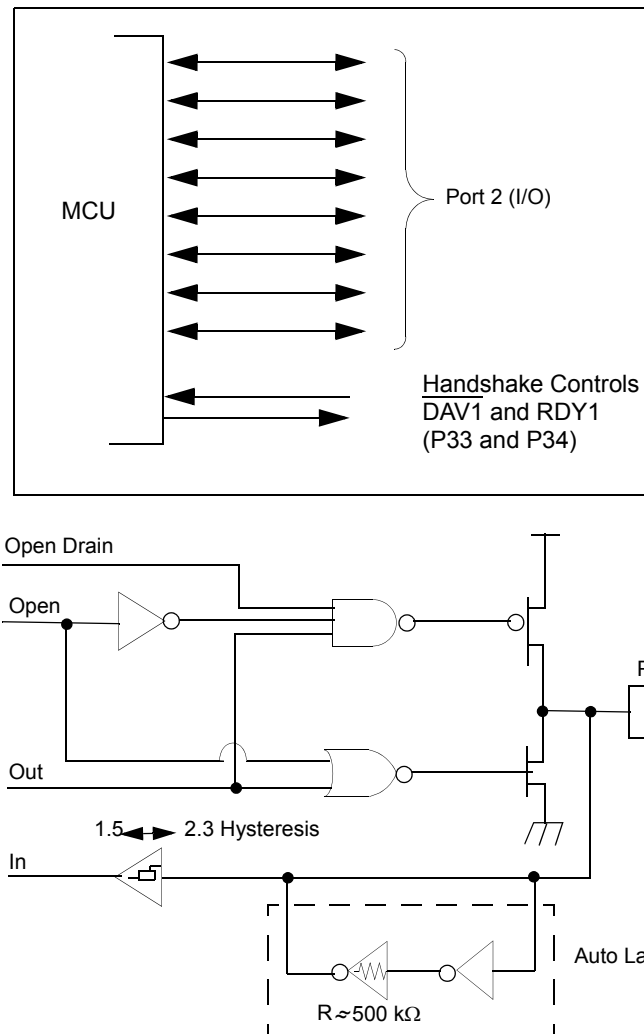 MCU
Port 2 (I/O)
Handshake Controls
DAV1 and RDY1
(P33 and P34)
Open Drain
Open
Out
1.5 2.3 Hysteresis
In
Auto La
R ≈ 500 kΩ